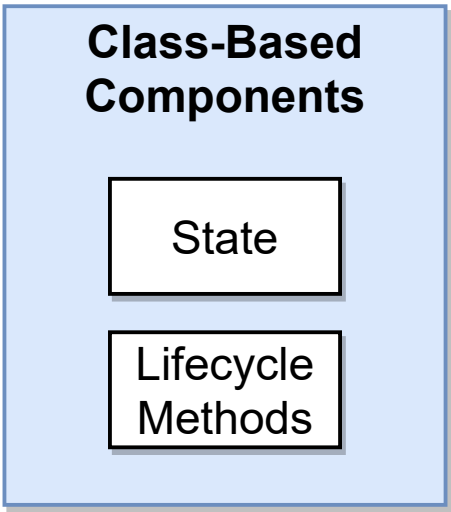 Class-Based
Components
State
Lifecycle
Methods